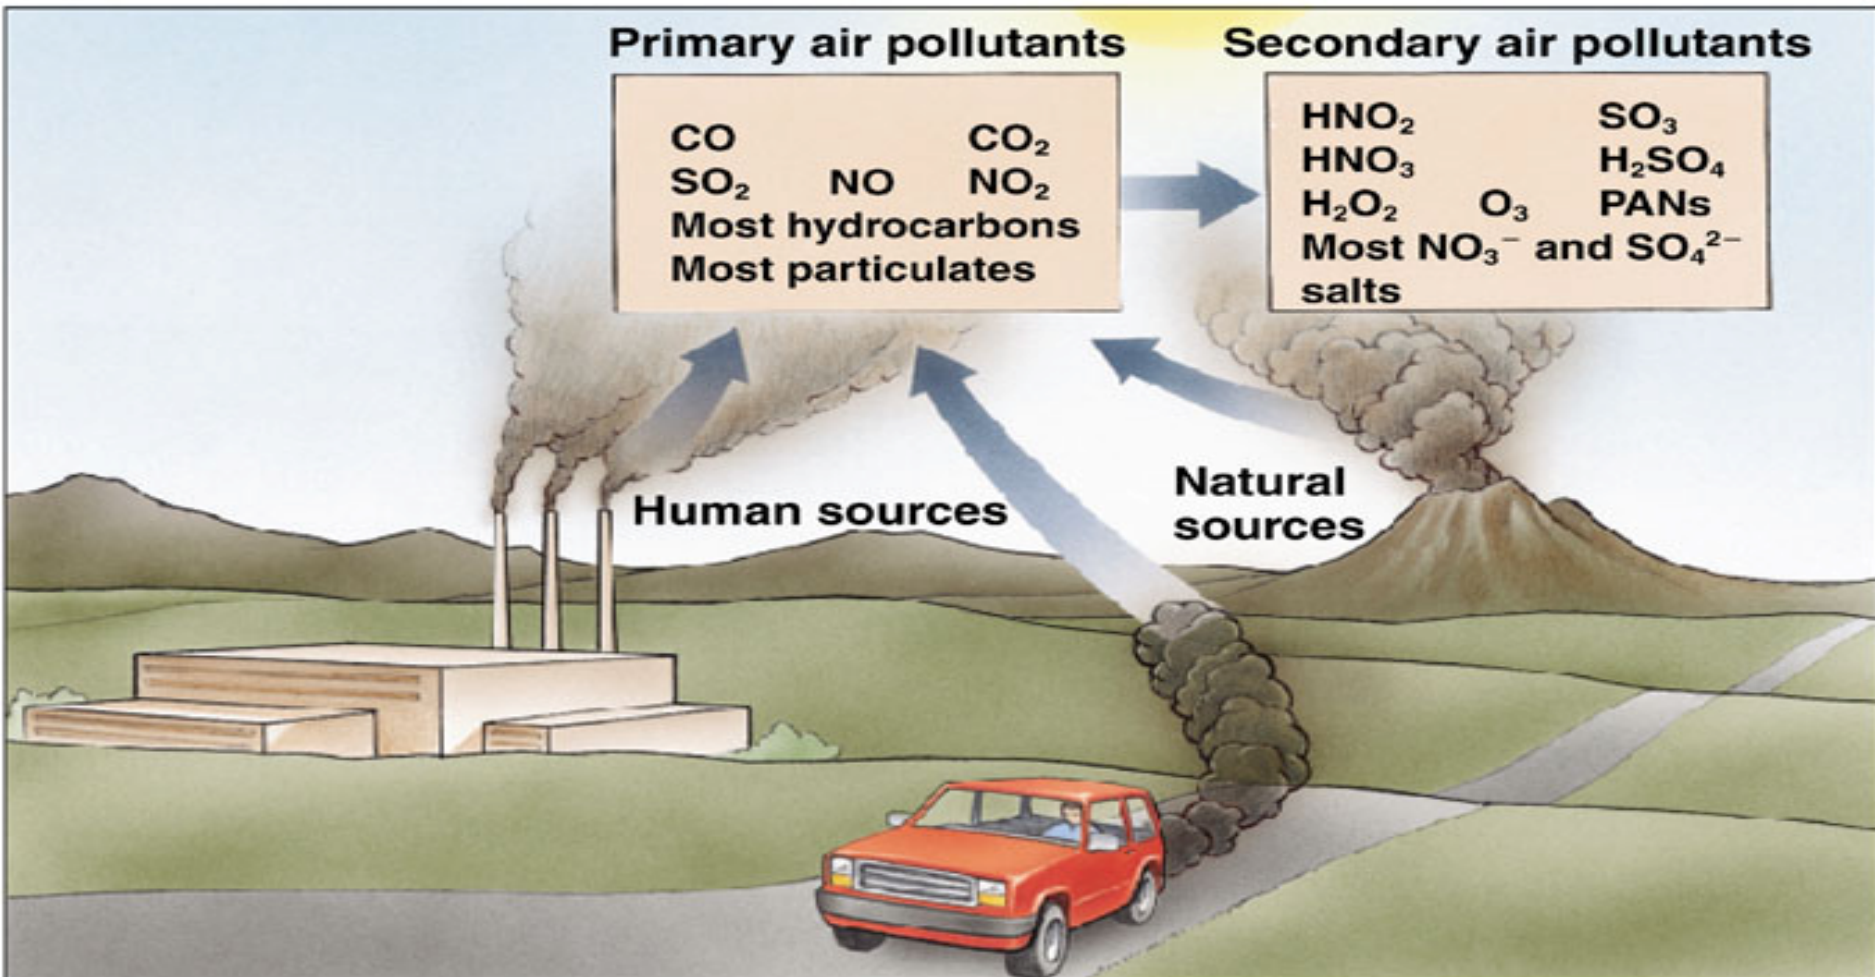 Primary air pollutants
CO CO₂
SO₂ NO NO₂
Most hydrocarbons
Most particulates
Secondary air pollutants
HNO₂ SO₃
HNO₃ H₂SO₄
H₂O₂ O₃ PANs
Most NO₃⁻ and SO₄²⁻
salts
Human sources
Natural
sources